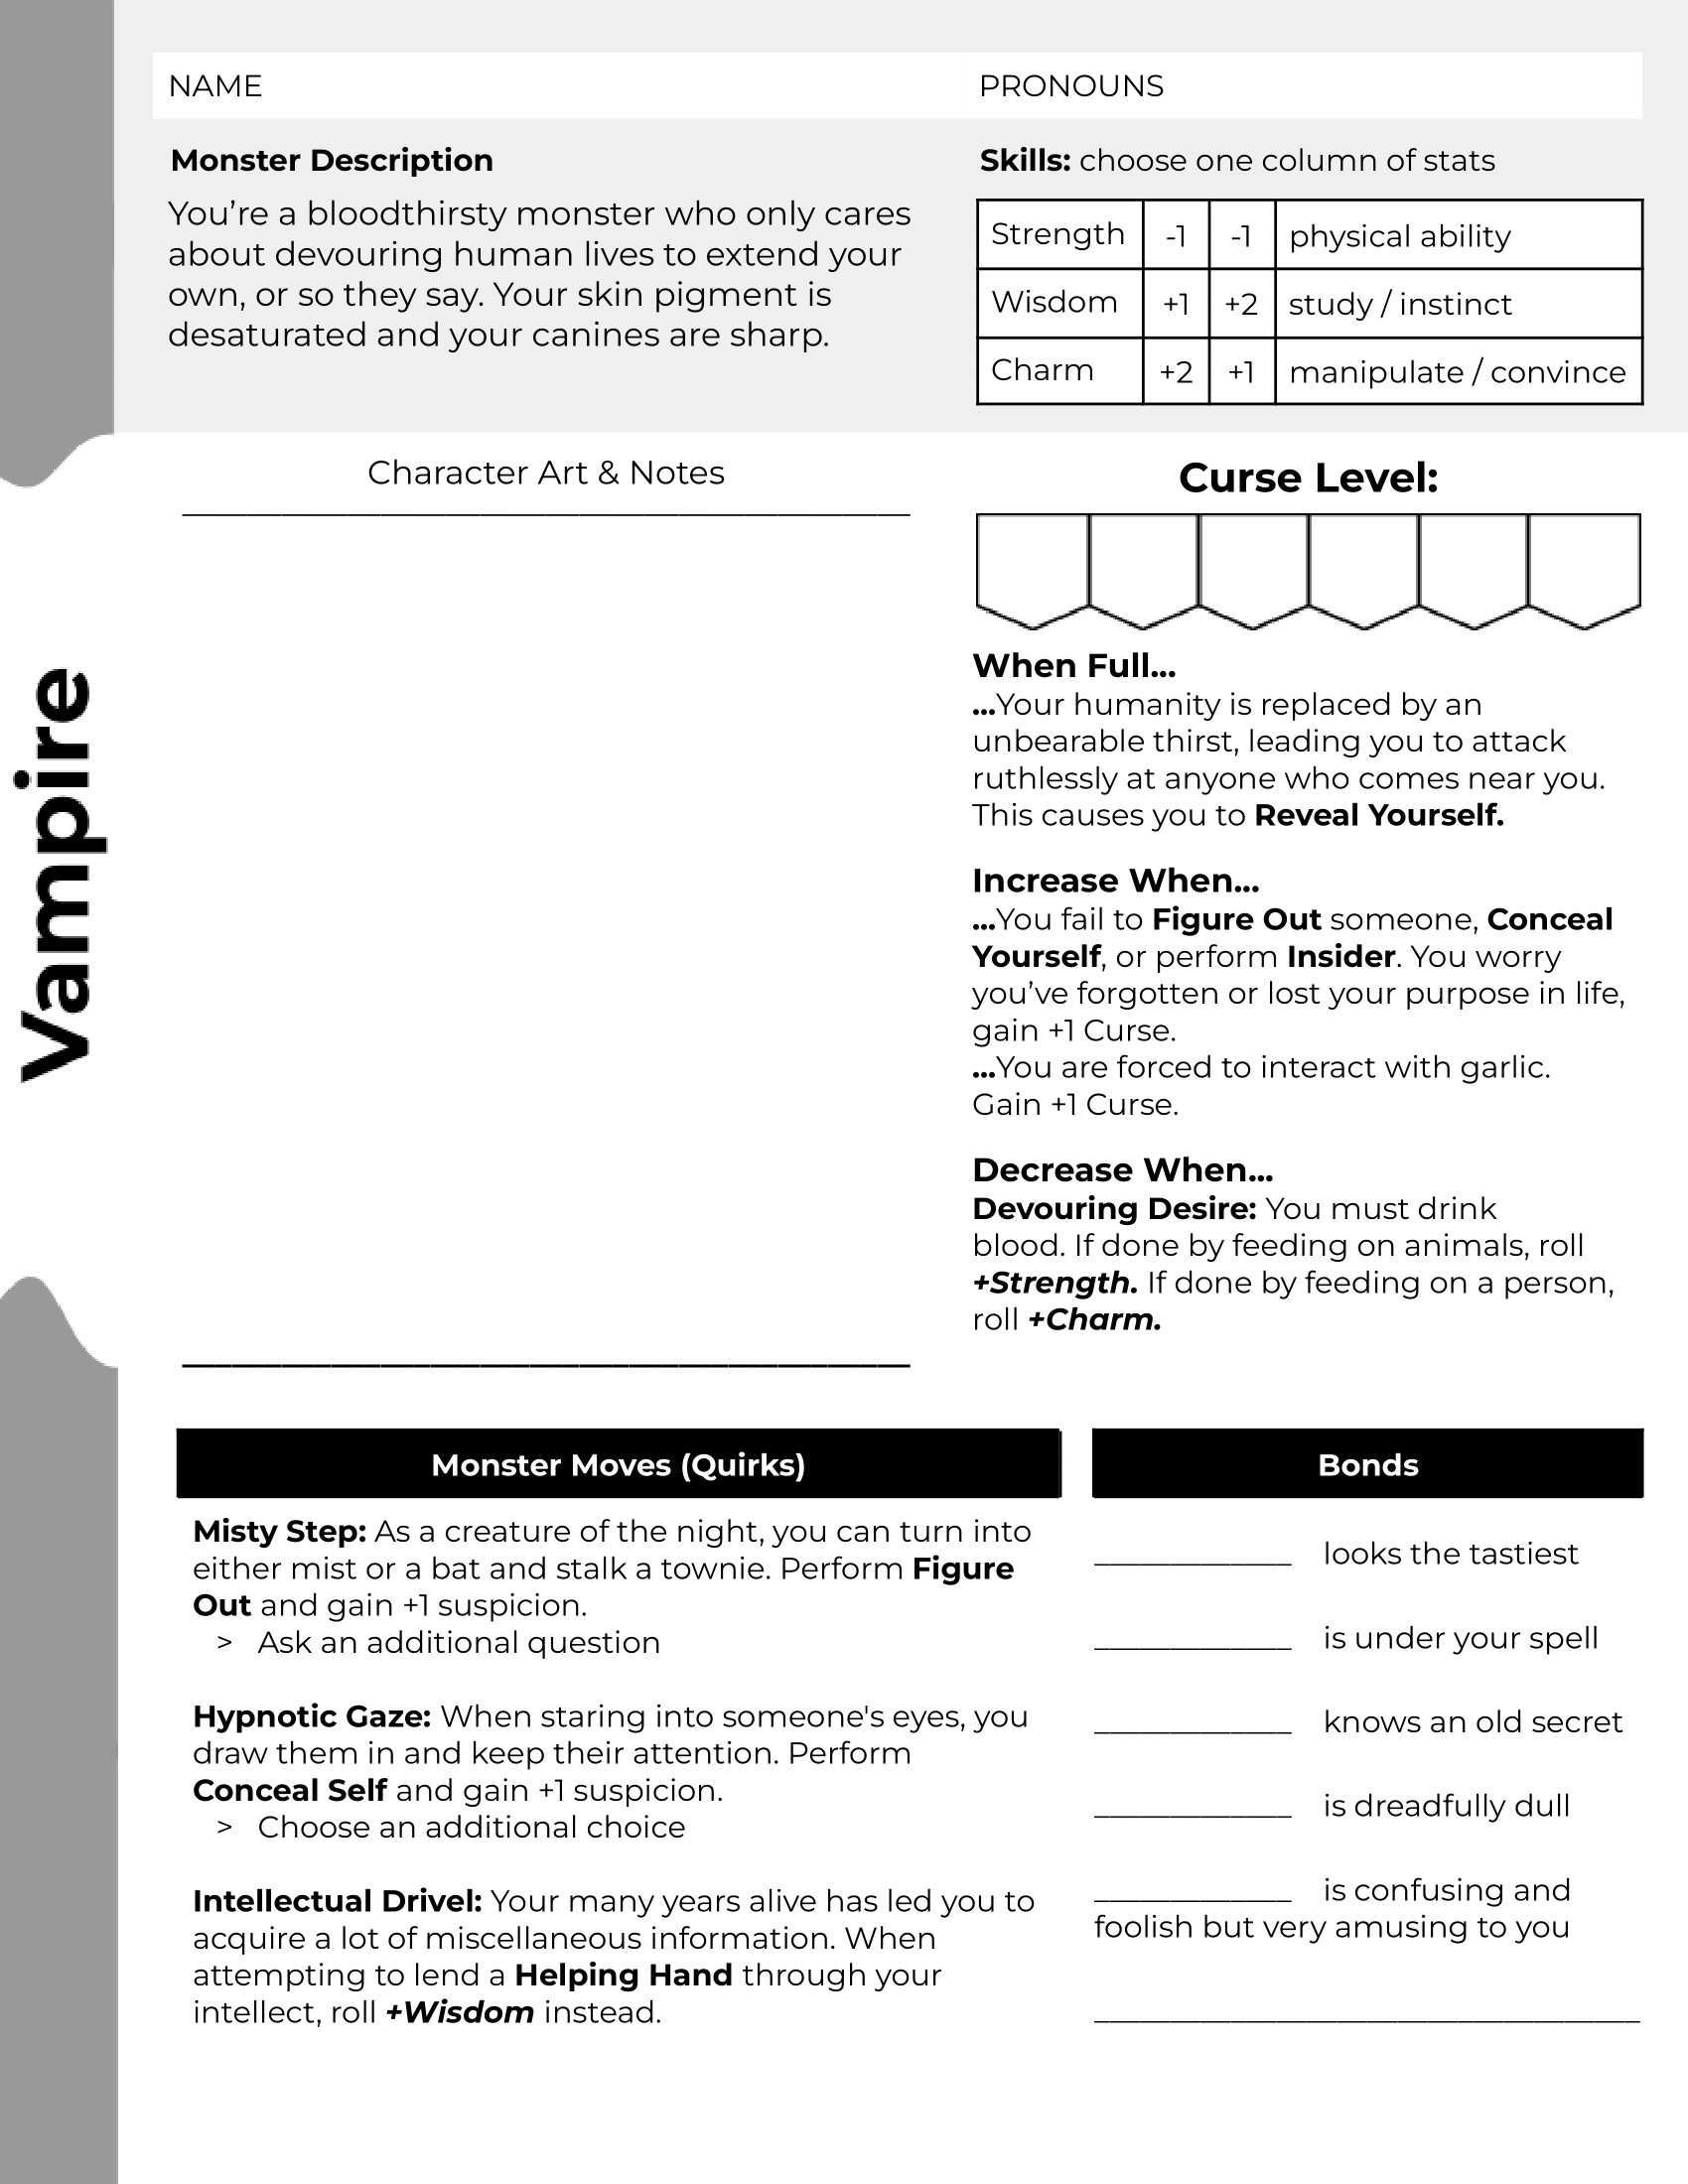 NAME
PRONOUNS
Monster Description
You’re a bloodthirsty monster who only cares
about devouring human lives to extend your
own, or so they say. Your skin pigment is
desaturated and your canines are sharp.
Skills: choose one column of stats
Strength -1 -1 physical ability
Wisdom +1 +2 study / instinct
Charm +2 +1 manipulate / convince
Vampire
Character Art & Notes
Curse Level:
When Full...
...Your humanity is replaced by an
unbearable thirst, leading you to attack
ruthlessly at anyone who comes near you.
This causes you to Reveal Yourself.
Increase When...
...You fail to Figure Out someone, Conceal
Yourself, or perform Insider. You worry
you’ve forgotten or lost your purpose in life,
gain +1 Curse.
...You are forced to interact with garlic.
Gain +1 Curse.
Decrease When...
Devouring Desire: You must drink
blood. If done by feeding on animals, roll
+Strength. If done by feeding on a person,
roll +Charm.
Monster Moves (Quirks)
Misty Step: As a creature of the night, you can turn into
either mist or a bat and stalk a townie. Perform Figure
Out and gain +1 suspicion.
> Ask an additional question
Hypnotic Gaze: When staring into someone's eyes, you
draw them in and keep their attention. Perform
Conceal Self and gain +1 suspicion.
> Choose an additional choice
Intellectual Drivel: Your many years alive has led you to
acquire a lot of miscellaneous information. When
attempting to lend a Helping Hand through your
intellect, roll +Wisdom instead.
Bonds
_____________ looks the tastiest
_____________ is under your spell
_____________ knows an old secret
_____________ is dreadfully dull
_____________ is confusing and
foolish but very amusing to you